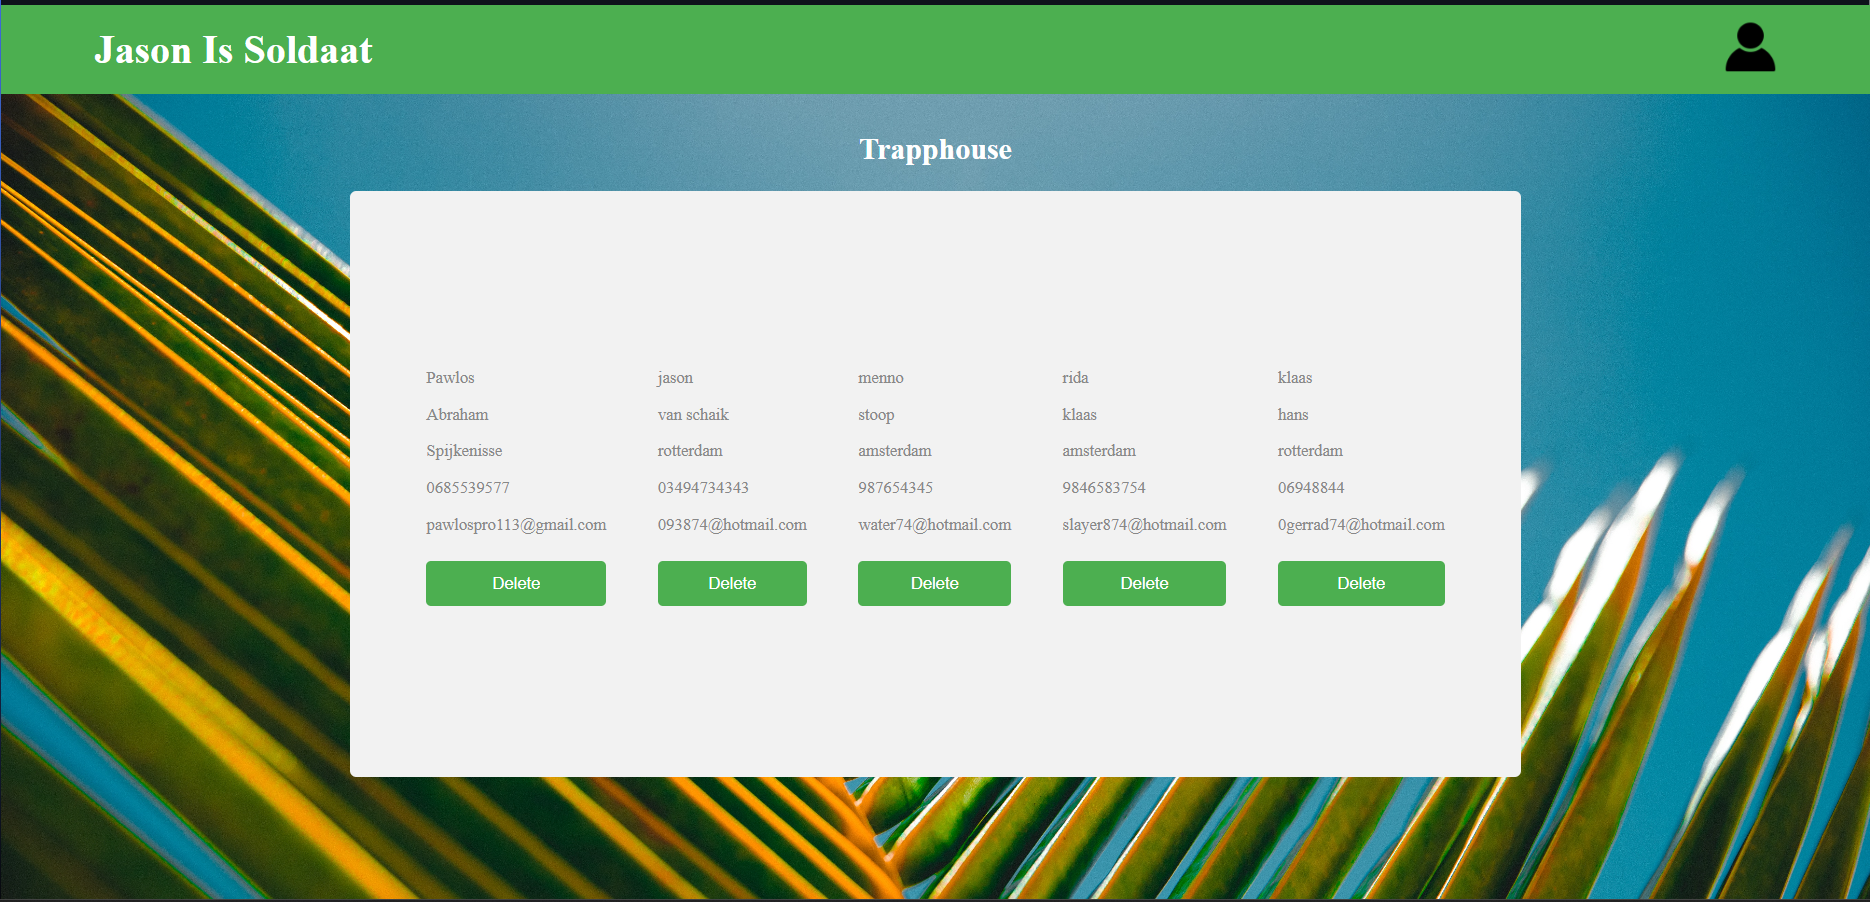 Jason Is Soldaat
Trapphouse
Pawlos
Abraham
Spijkenisse
0685539577
pawlospro113@gmail.com
Delete
jason
van schaik
rotterdam
03494734343
093874@hotmail.com
Delete
menno
stoop
amsterdam
987654345
water74@hotmail.com
Delete
rida
klaas
amsterdam
9846583754
slayer874@hotmail.com
Delete
klaas
hans
rotterdam
06948844
0gerrad74@hotmail.com
Delete